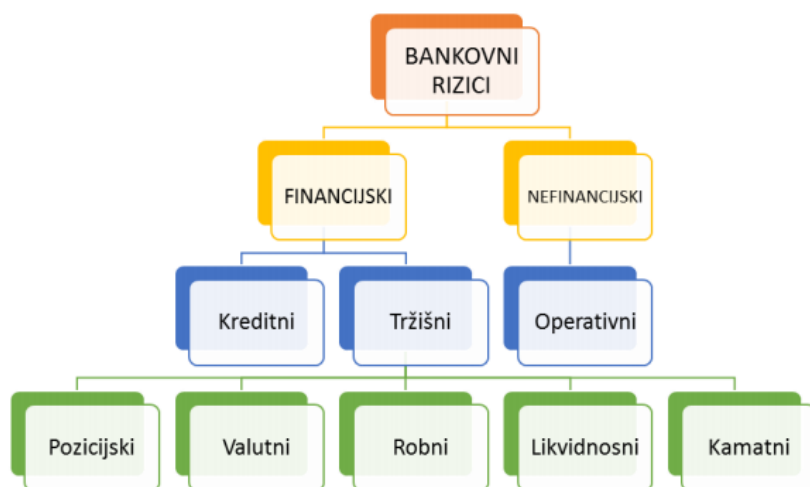 BANKOVNI
RIZICI
FINANCIJSKI
NEFINANCIJSKI
Kreditni
Tržišni
Operativni
Pozicijski
Valutni
Robni
Likvidnosni
Kamatni